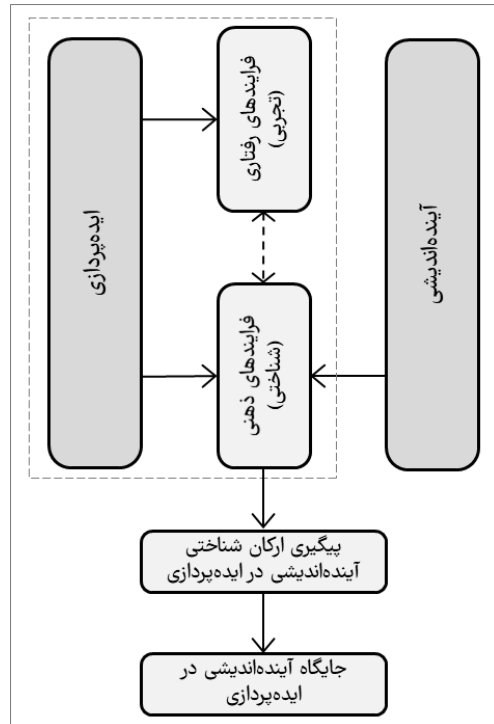 آینده‌اندیشی
فرایندهای رفتاری
(تجربی)
ایده‌پردازی
فرایندهای ذهنی
(شناختی)
پیگیری ارکان شناختی
آینده‌اندیشی در ایده‌پردازی
جایگاه آینده‌اندیشی در
ایده‌پردازی